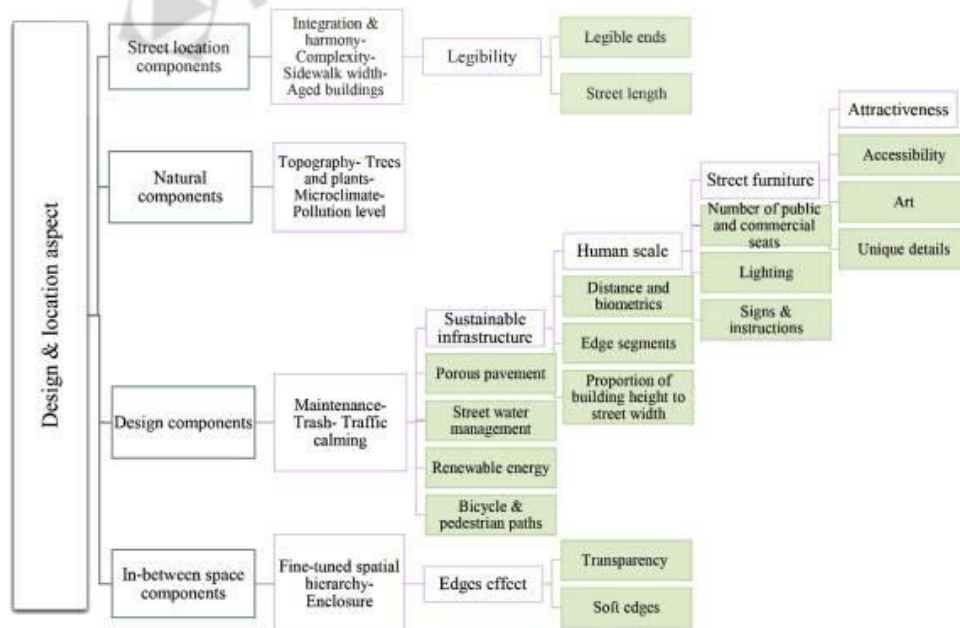 Design & location aspect
Street location
components
Integration &
harmony-
Complexity-
Sidewalk width-
Aged buildings
Legibility
Legible ends
Street length
Natural
components
Topography- Trees
and plants-
Microclimate-
Pollution level
Design components
Maintenance-
Trash- Traffic
calming
Sustainable
infrastructure
Porous pavement
Street water
management
Renewable energy
Bicycle &
pedestrian paths
Human scale
Distance and
biometrics
Edge segments
Proportion of
building height to
street width
Street furniture
Number of public
and commercial
seats
Lighting
Signs &
instructions
Attractiveness
Accessibility
Art
Unique details
In-between space
components
Fine-tuned spatial
hierarchy-
Enclosure
Edges effect
Transparency
Soft edges